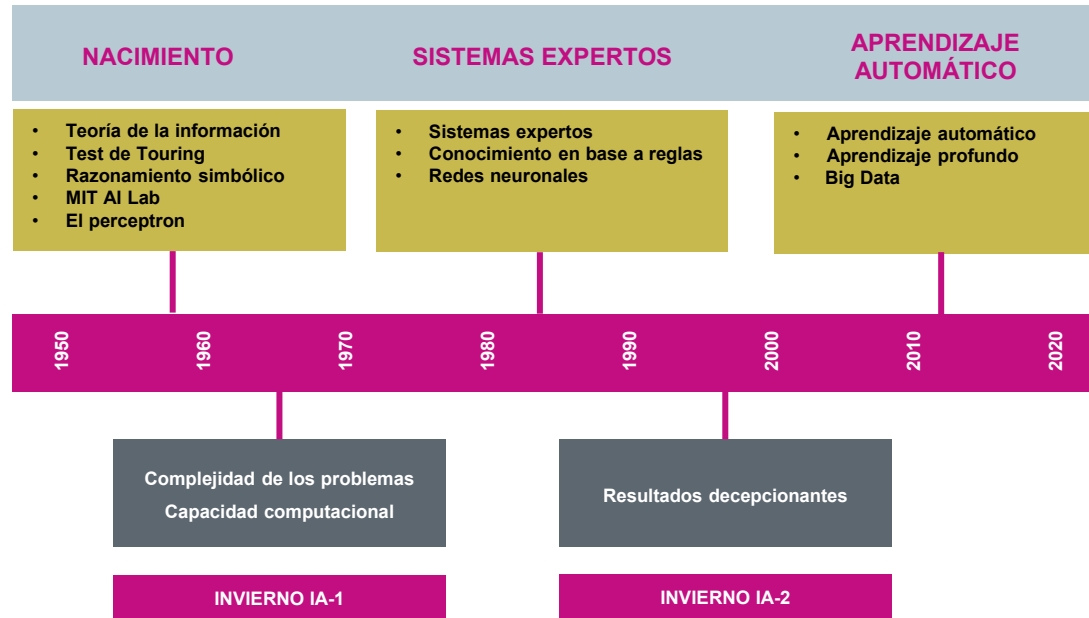 NACIMIENTO
SISTEMAS EXPERTOS
APRENDIZAJE
AUTOMÁTICO
• Teoría de la información
• Test de Touring
• Razonamiento simbólico
• MIT AI Lab
• El perceptron
• Sistemas expertos
• Conocimiento en base a reglas
• Redes neuronales
• Aprendizaje automático
• Aprendizaje profundo
• Big Data
1950
1960
1970
1980
1990
2000
2010
2020
Complejidad de los problemas
Capacidad computacional
Resultados decepcionantes
INVIERNO IA-1
INVIERNO IA-2